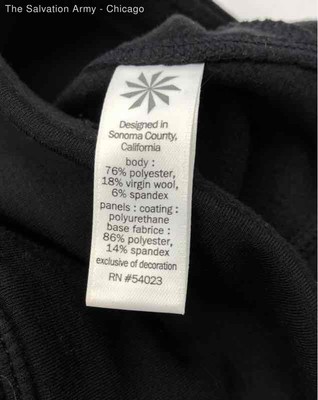 The Salvation Army - Chicago
Designed in
Sonoma County,
California
body :
76% polyester,
18% virgin wool,
6% spandex
panels : coating :
polyurethane
base fabrice :
86% polyester,
14% spandex
exclusive of decoration
RN #54023